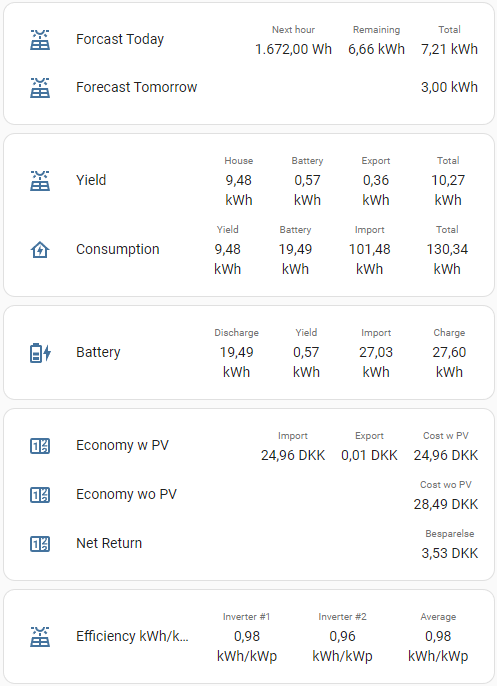 Forcast Today
Next hour Remaining Total
1.672,00 Wh 6,66 kWh 7,21 kWh
Forecast Tomorrow 3,00 kWh
House Battery Export Total
Yield
9,48 0,57 0,36 10,27
kWh kWh kWh kWh
Yield Battery Import Total
Consumption
9,48 19,49 101,48 130,34
kWh kWh kWh kWh
Discharge Yield Import Charge
Battery
19,49 0,57 27,03 27,60
kWh kWh kWh kWh
Import Export Cost w PV
Economy w PV
24,96 DKK 0,01 DKK 24,96 DKK
Cost wo PV
Economy wo PV
28,49 DKK
Besparelse
Net Return
3,53 DKK
Inverter #1 Inverter #2 Average
Efficiency kWh/k...
0,98 0,96 0,98
kWh/kWp kWh/kWp kWh/kWp